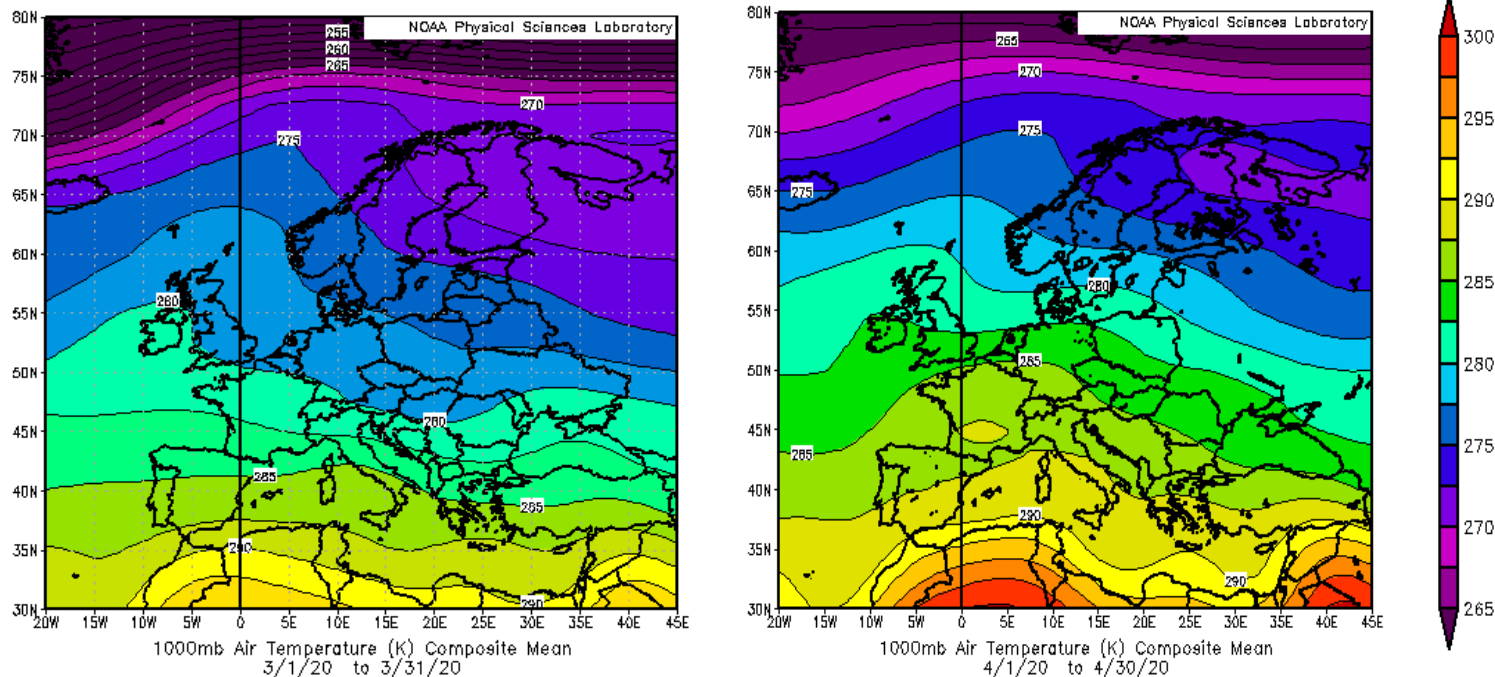 NOAA Physical Sciences Laboratory
80N
75N
70N
65N
60N
55N
50N
45N
40N
35N
30N
255
260
265
270
275
280
280
285
285
290
290
20W 15W 10W 5W 0 5E 10E 15E 20E 25E 30E 35E 40E 45E
1000mb Air Temperature (K) Composite Mean
3/1/20 to 3/31/20
NOAA Physical Sciences Laboratory
80N
75N
70N
65N
60N
55N
50N
45N
40N
35N
30N
265
270
275
275
280
285
285
290
290
20W 15W 10W 5W 0 5E 10E 15E 20E 25E 30E 35E 40E 45E
1000mb Air Temperature (K) Composite Mean
4/1/20 to 4/30/20
300
295
290
285
280
275
270
265